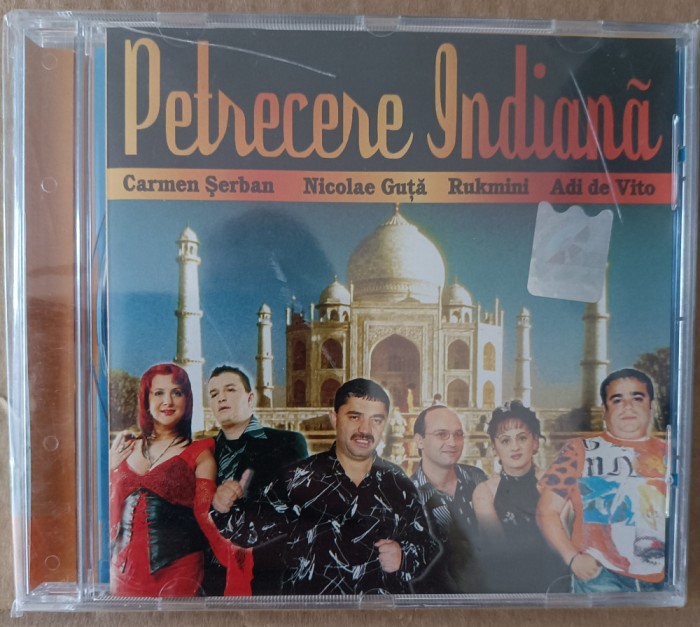 Petrecere Indiană
Carmen Şerban Nicolae Guţă Rukmini Adi de Vito